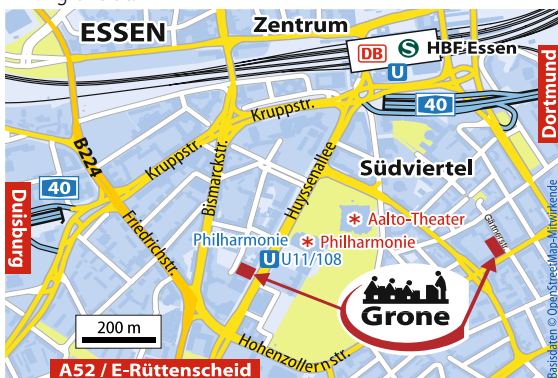 ESSEN
Zentrum
DB
S
HBF Essen
U
40
Dortmund
Kruppstr.
Kruppstr.
B224
Bismarckstr.
Huyssenallee
Südviertel
40
Duisburg
Friedrichstr.
Aalto-Theater
Gärtnerstr.
Philharmonie
Philharmonie
U
U11/108
Grone
200 m
Hohenzollernstr.
A52 / E-Rüttenscheid
Basisdaten © OpenStreetMap-Mitwirkende